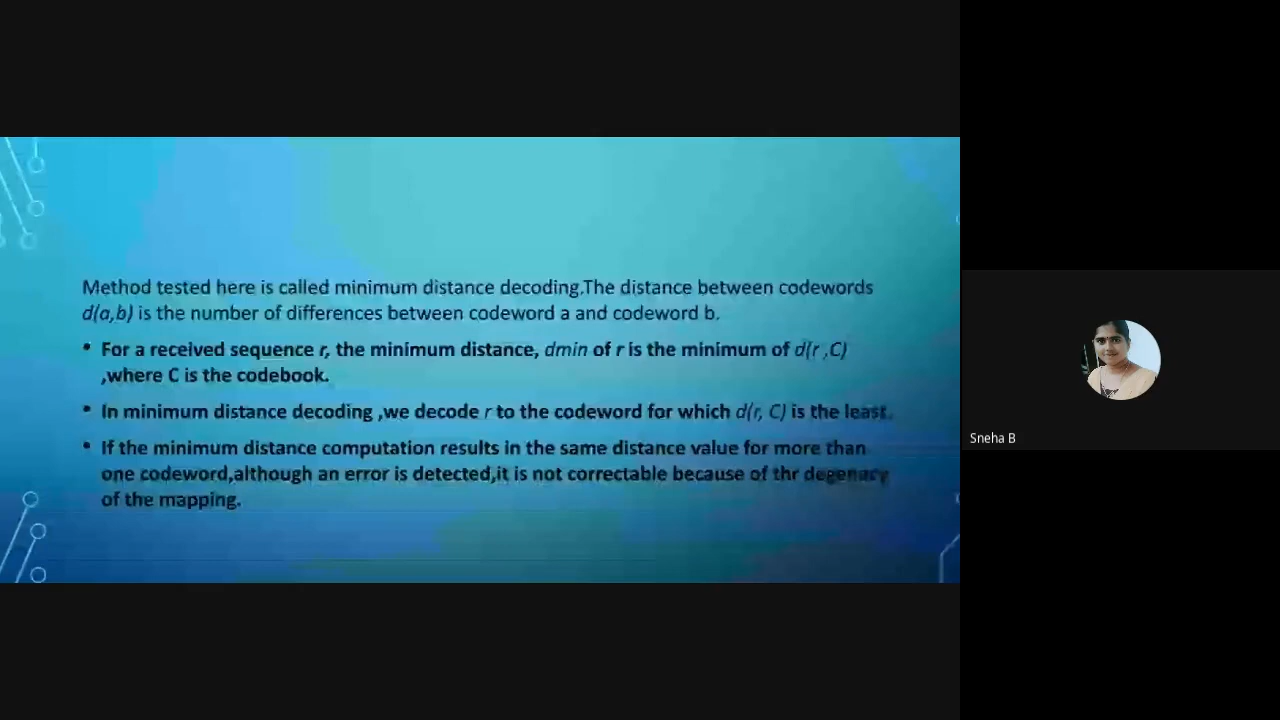 Method tested here is called minimum distance decoding.The distance between codewords
d(a,b) is the number of differences between codeword a and codeword b.
• For a received sequence r, the minimum distance, dmin of r is the minimum of d(r ,C)
,where C is the codebook.
• In minimum distance decoding ,we decode r to the codeword for which d(r, C) is the least.
• If the minimum distance computation results in the same distance value for more than
one codeword,although an error is detected,it is not correctable because of thr degenacy
of the mapping.
Sneha B